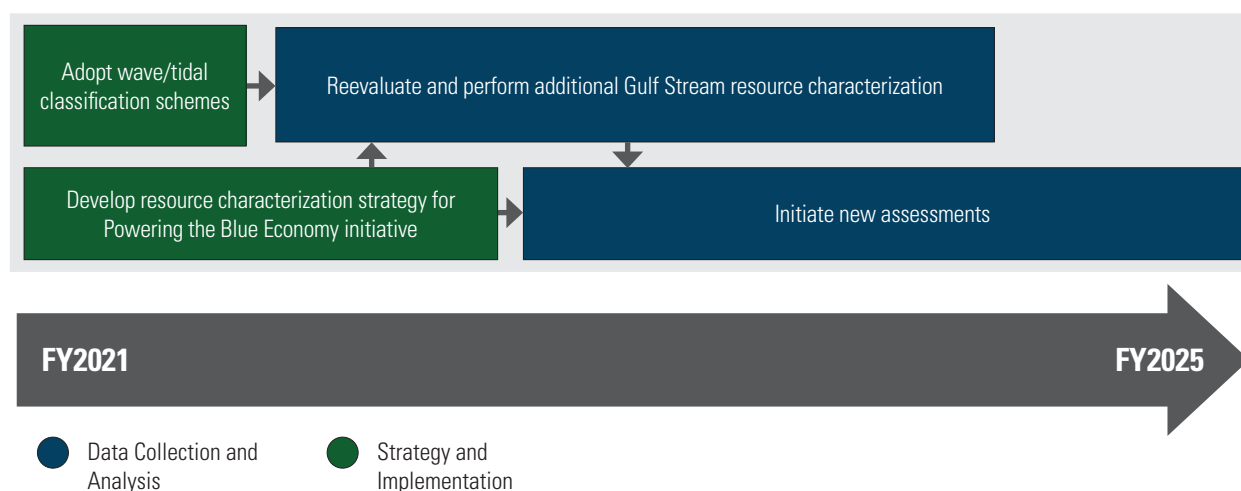 Adopt wave/tidal
classification schemes
Reevaluate and perform additional Gulf Stream resource characterization
Develop resource characterization strategy for
Powering the Blue Economy initiative
Initiate new assessments
FY2021
FY2025
Data Collection and
Analysis
Strategy and
Implementation